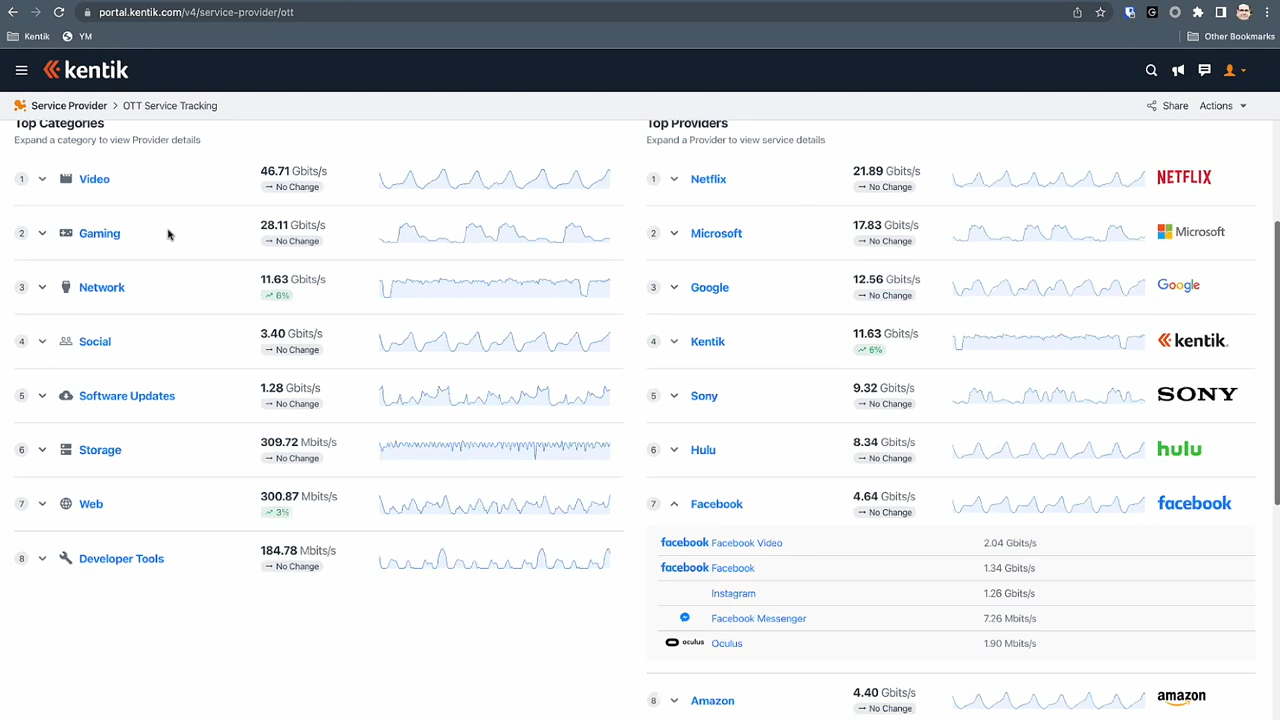 portal.kentik.com/v4/service-provider/ott
Kentik
YM
Other Bookmarks
kentik
Service Provider > OTT Service Tracking
Share
Actions
Top Categories
Expand a category to view Provider details
1 Video 46.71 Gbits/s
No Change
2 Gaming 28.11 Gbits/s
No Change
3 Network 11.63 Gbits/s
6%
4 Social 3.40 Gbits/s
No Change
5 Software Updates 1.28 Gbits/s
No Change
6 Storage 309.72 Mbits/s
No Change
7 Web 300.87 Mbits/s
3%
8 Developer Tools 184.78 Mbits/s
No Change
Top Providers
Expand a Provider to view service details
1 Netflix 21.89 Gbits/s NETFLIX
No Change
2 Microsoft 17.83 Gbits/s Microsoft
No Change
3 Google 12.56 Gbits/s Google
No Change
4 Kentik 11.63 Gbits/s kentik.
6%
5 Sony 9.32 Gbits/s SONY
No Change
6 Hulu 8.34 Gbits/s hulu
No Change
7 Facebook 4.64 Gbits/s facebook
No Change
facebook Facebook Video 2.04 Gbits/s
facebook Facebook 1.34 Gbits/s
Instagram 1.26 Gbits/s
Facebook Messenger 7.26 Mbits/s
oculus Oculus 1.90 Mbits/s
8 Amazon 4.40 Gbits/s amazon
No Change